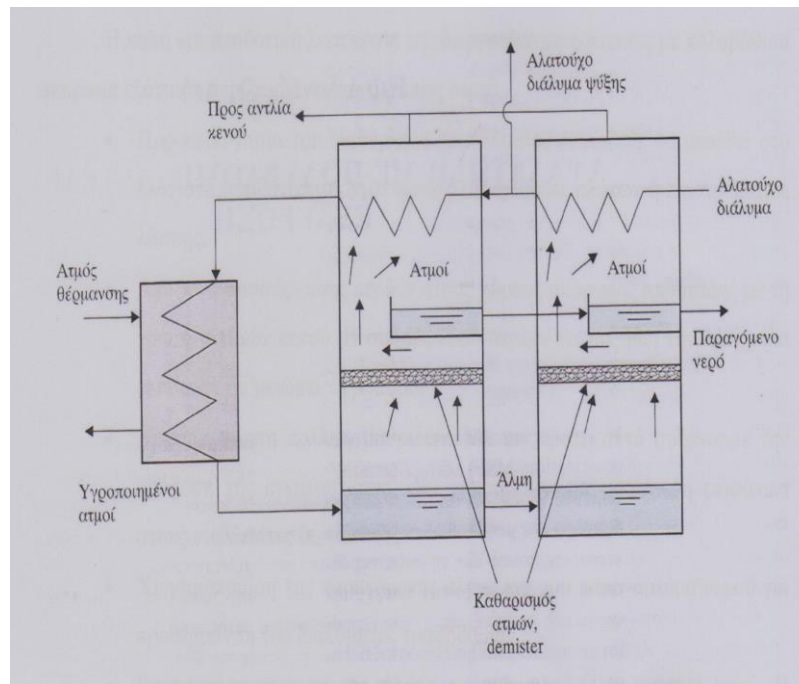 Αλατούχο
διάλυμα ψύξης
Προς αντλία
κενού
Αλατούχο
διάλυμα
Ατμός
θέρμανσης
Ατμοί
Ατμοί
Παραγόμενο
νερό
Υγροποιημένοι
ατμοί
Άλμη
Καθαρισμός
ατμών,
demister